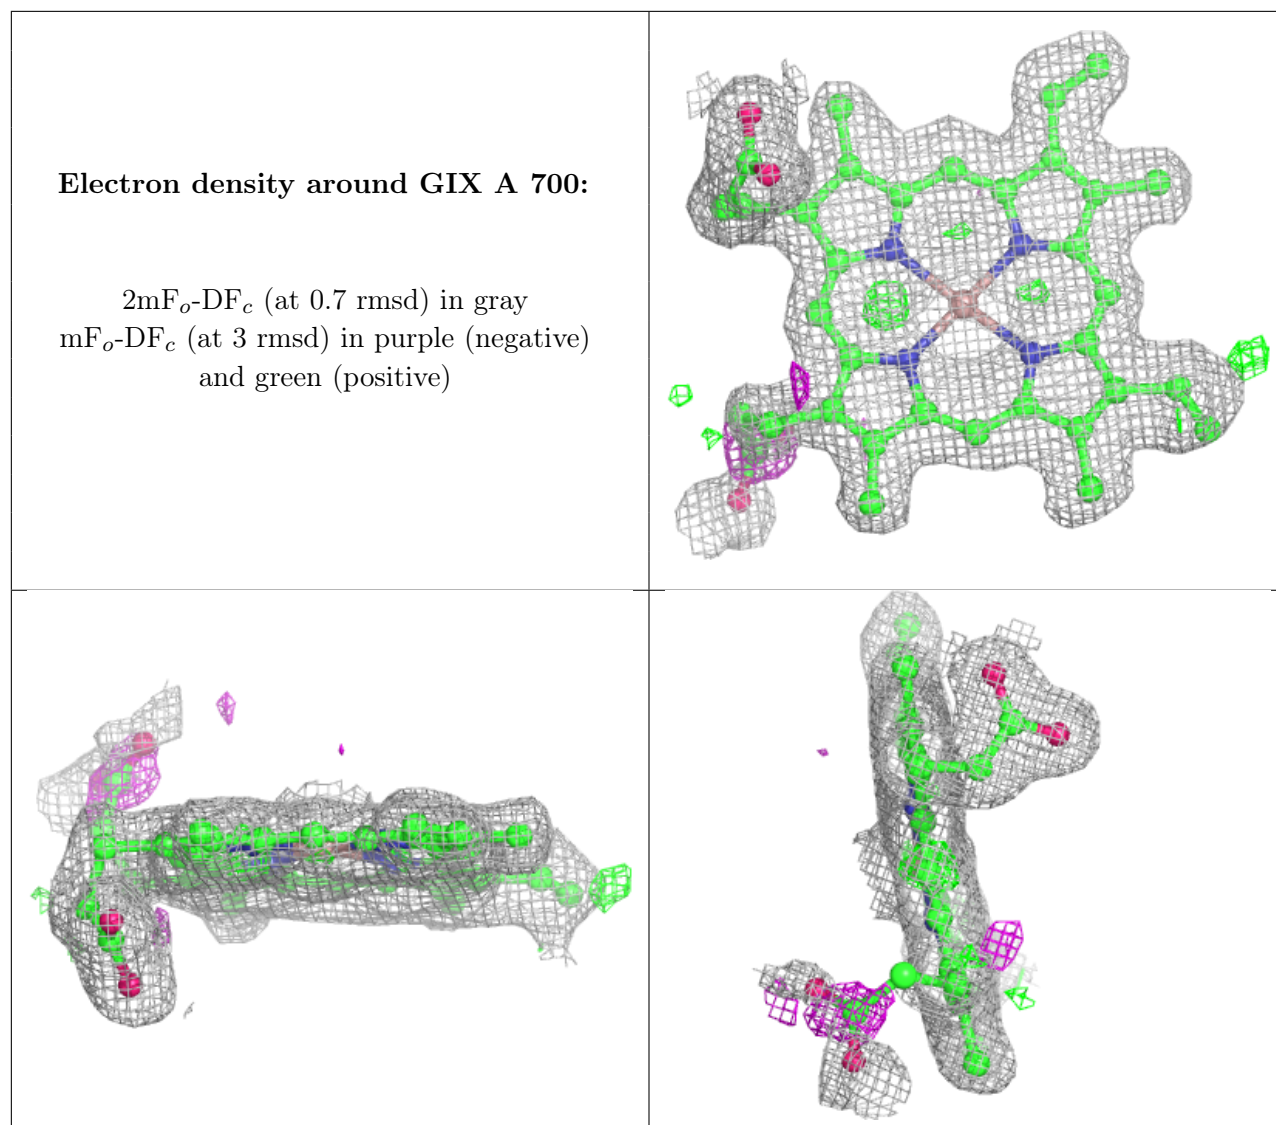 Electron density around GIX A 700:
2mFo-DFc (at 0.7 rmsd) in gray
mFo-DFc (at 3 rmsd) in purple (negative)
and green (positive)